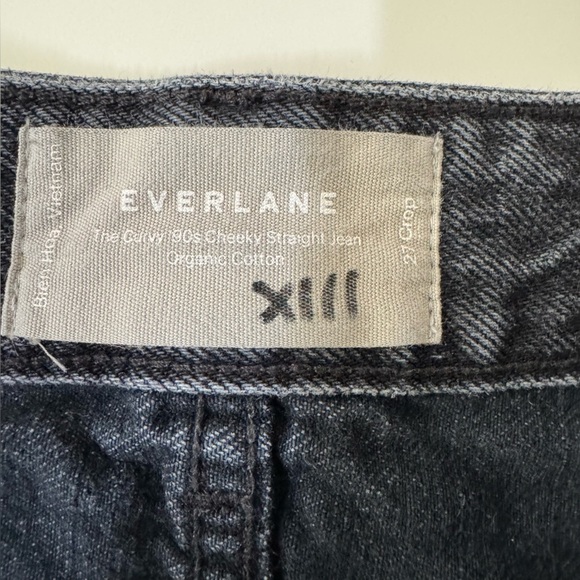 EVERLANE
The Curvy '90s Cheeky Straight Jean
Organic Cotton
XIII
Bien Hoa, Vietnam
27 Crop